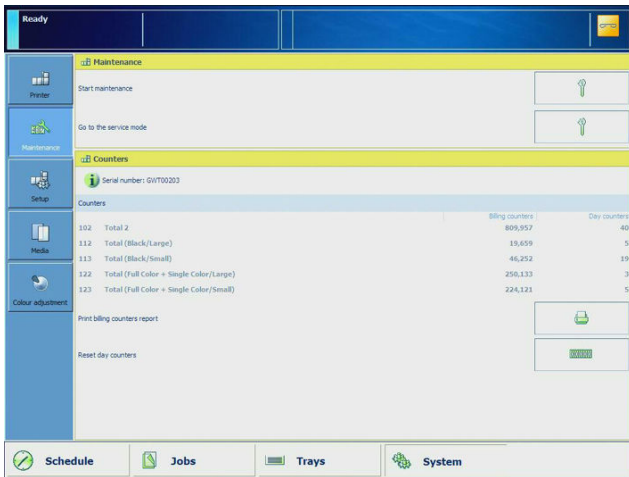 Ready
Printer
Maintenance
Setup
Media
Colour adjustment
Maintenance
Start maintenance
Go to the service mode
Counters
Serial number: GWT00203
Counters
Billing counters Day counters
102 Total 2 809,957 40
112 Total (Black/Large) 19,659 5
113 Total (Black/Small) 46,252 19
122 Total (Full Color + Single Color/Large) 250,133 3
123 Total (Full Color + Single Color/Small) 224,121 5
Print billing counters report
Reset day counters
Schedule
Jobs
Trays
System